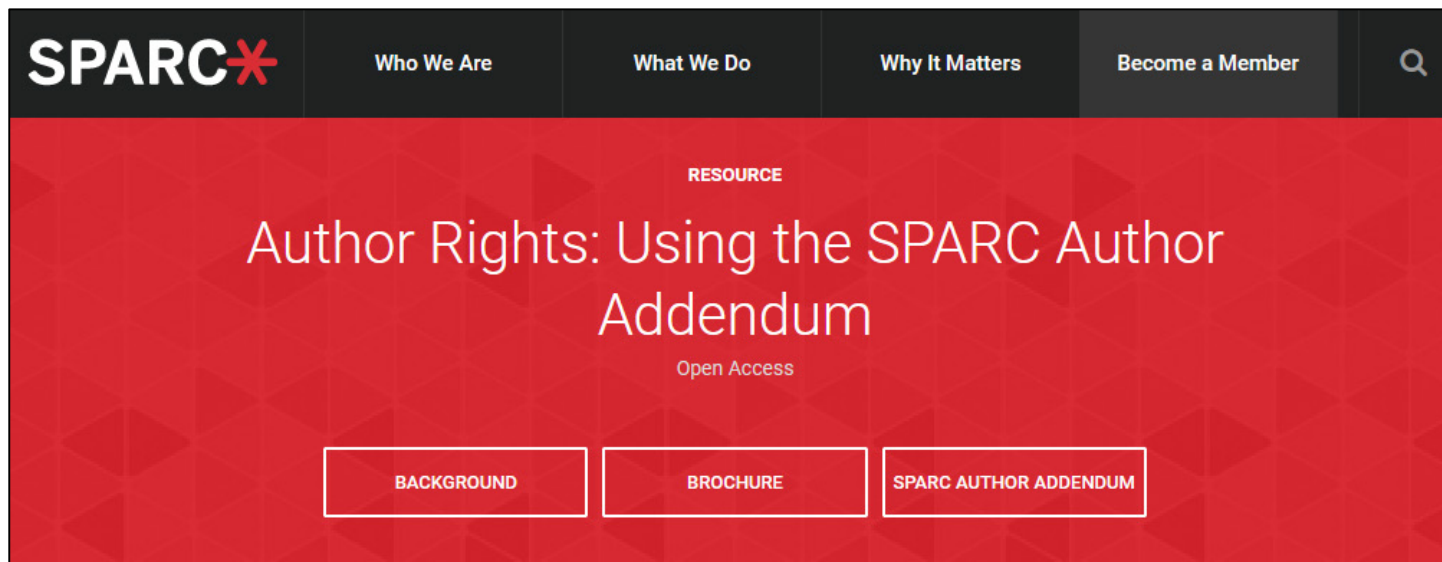 SPARC
Who We Are
What We Do
Why It Matters
Become a Member
RESOURCE
Author Rights: Using the SPARC Author
Addendum
Open Access
BACKGROUND
BROCHURE
SPARC AUTHOR ADDENDUM